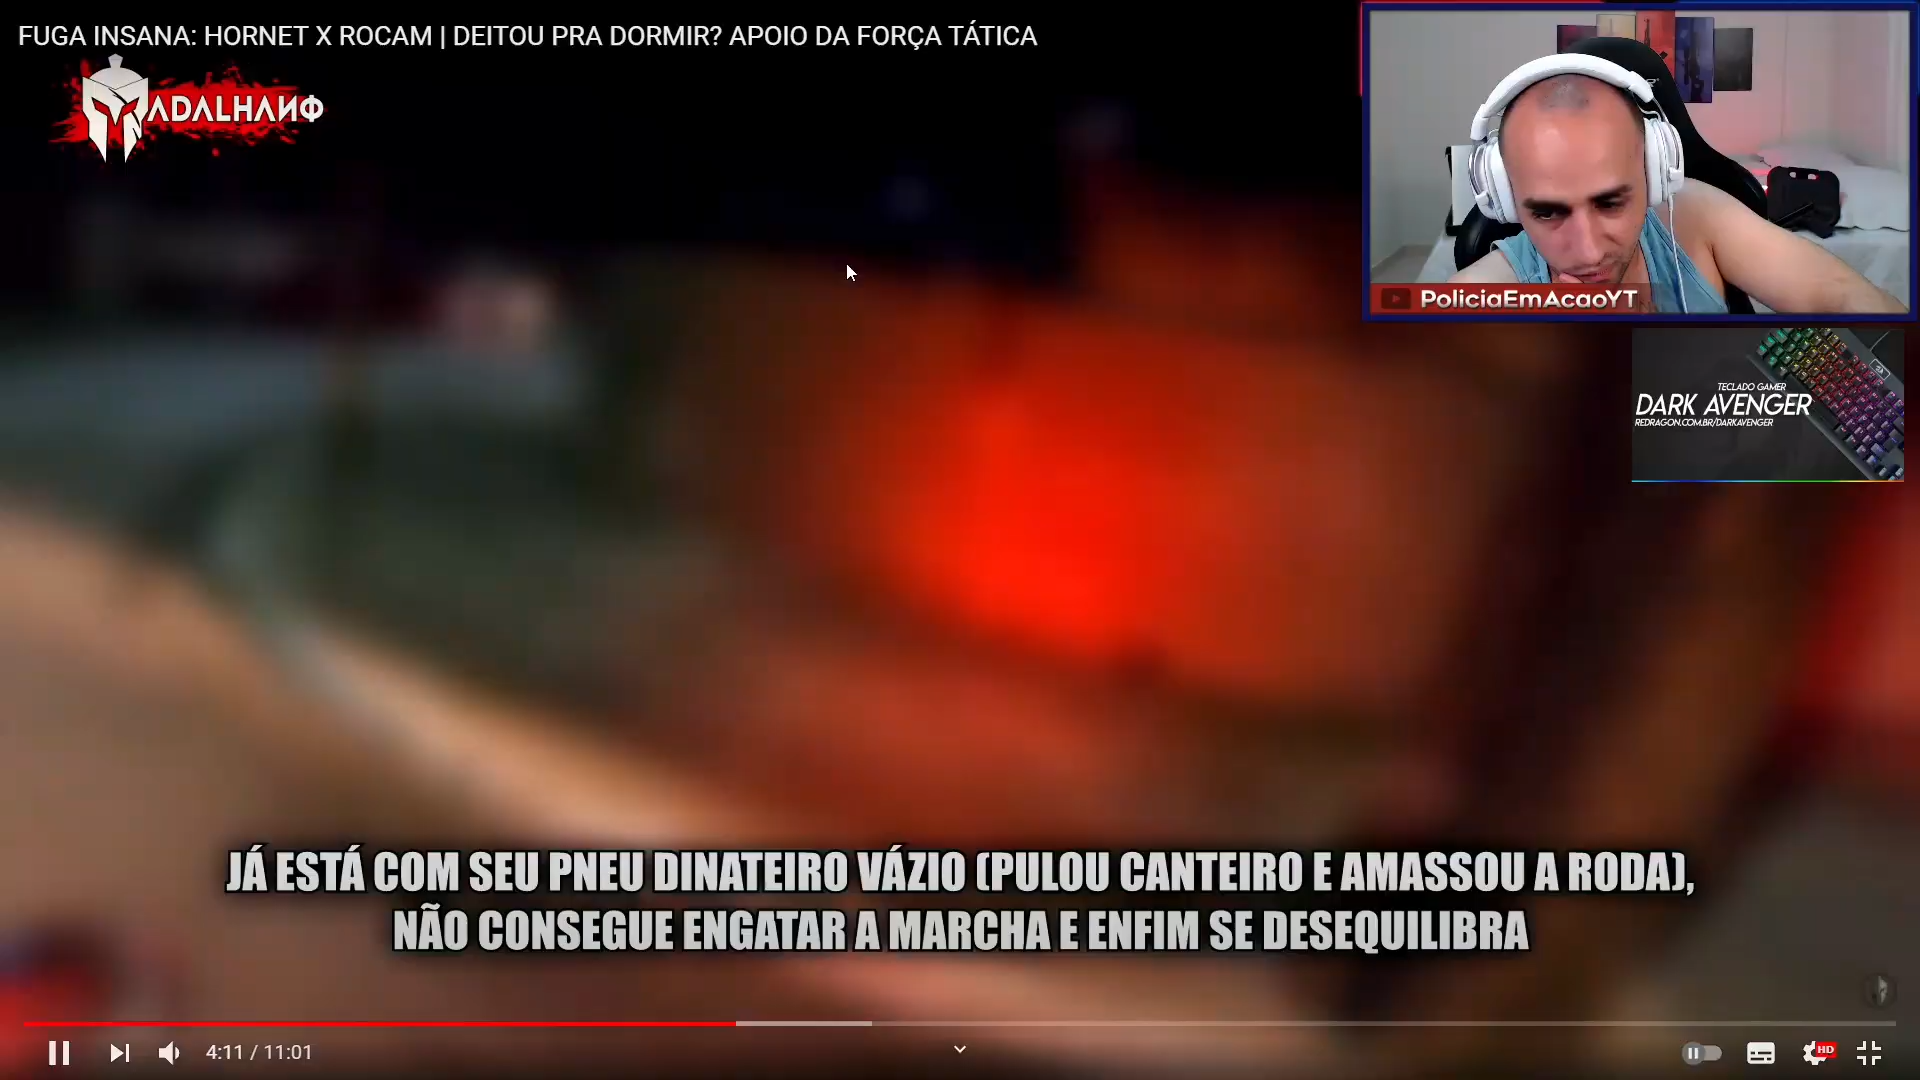 FUGA INSANA: HORNET X ROCAM | DEITOU PRA DORMIR? APOIO DA FORÇA TÁTICA
MADALHANO
PoliciaEmAcaoYT
TECLADO GAMER
DARK AVENGER
REDRAGON.COM.BR/DARKAVENGER
JÁ ESTÁ COM SEU PNEU DINATEIRO VÁZIO (PULOU CANTEIRO E AMASSOU A RODA),
NÃO CONSEGUE ENGATAR A MARCHA E ENFIM SE DESEQUILIBRA
4:11 / 11:01
HD